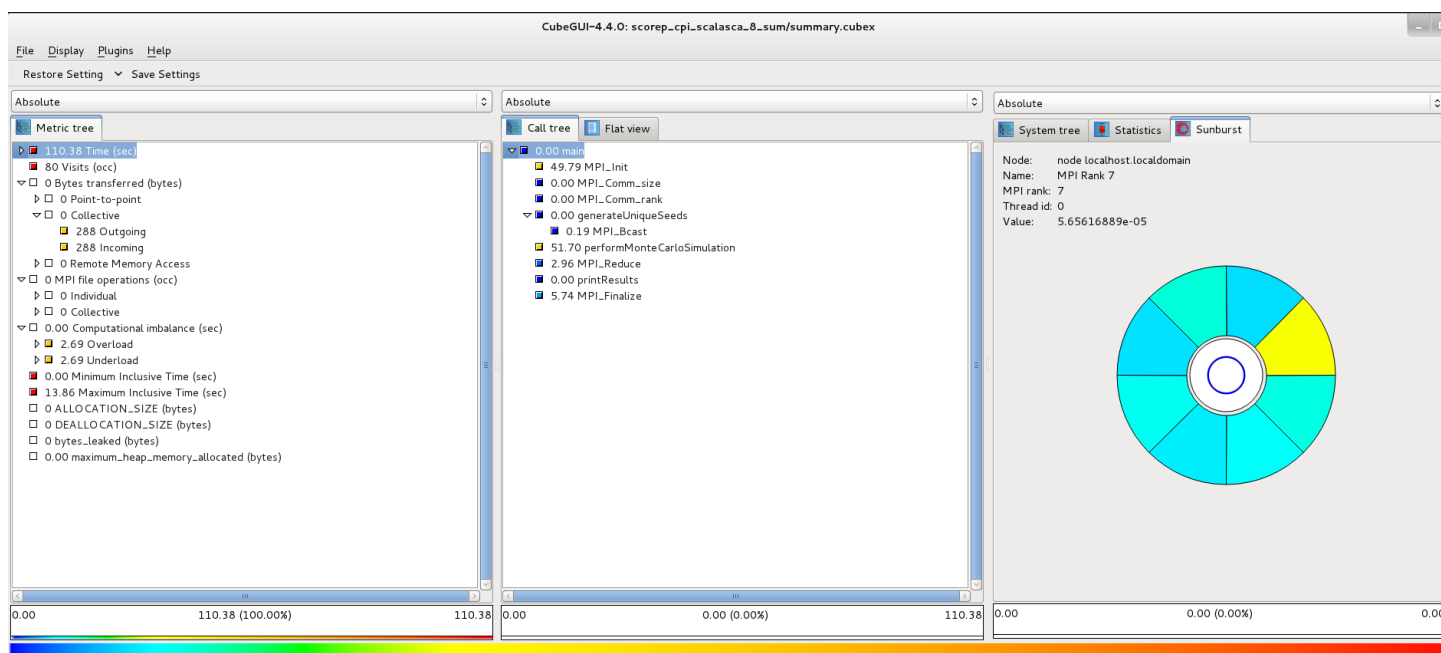 CubeGUI-4.4.0: scorep_cpi_scalasca_8_sum/summary.cubex
File Display Plugins Help
Restore Setting Save Settings
Absolute
Metric tree
110.38 Time (sec)
80 Visits (occ)
0 Bytes transferred (bytes)
0 Point-to-point
0 Collective
288 Outgoing
288 Incoming
0 Remote Memory Access
0 MPI file operations (occ)
0 Individual
0 Collective
0.00 Computational imbalance (sec)
2.69 Overload
2.69 Underload
0.00 Minimum Inclusive Time (sec)
13.86 Maximum Inclusive Time (sec)
0 ALLOCATION_SIZE (bytes)
0 DEALLOCATION_SIZE (bytes)
0 bytes_leaked (bytes)
0.00 maximum_heap_memory_allocated (bytes)
0.00 110.38 (100.00%) 110.38
Absolute
Call tree Flat view
0.00 main
49.79 MPI_Init
0.00 MPI_Comm_size
0.00 MPI_Comm_rank
0.00 generateUniqueSeeds
0.19 MPI_Bcast
51.70 performMonteCarloSimulation
2.96 MPI_Reduce
0.00 printResults
5.74 MPI_Finalize
0.00 0.00 (0.00%) 110.38
Absolute
System tree Statistics Sunburst
Node: node localhost.localdomain
Name: MPI Rank 7
MPI rank: 7
Thread id: 0
Value: 5.65616889e-05
0.00 0.00 (0.00%) 0.00